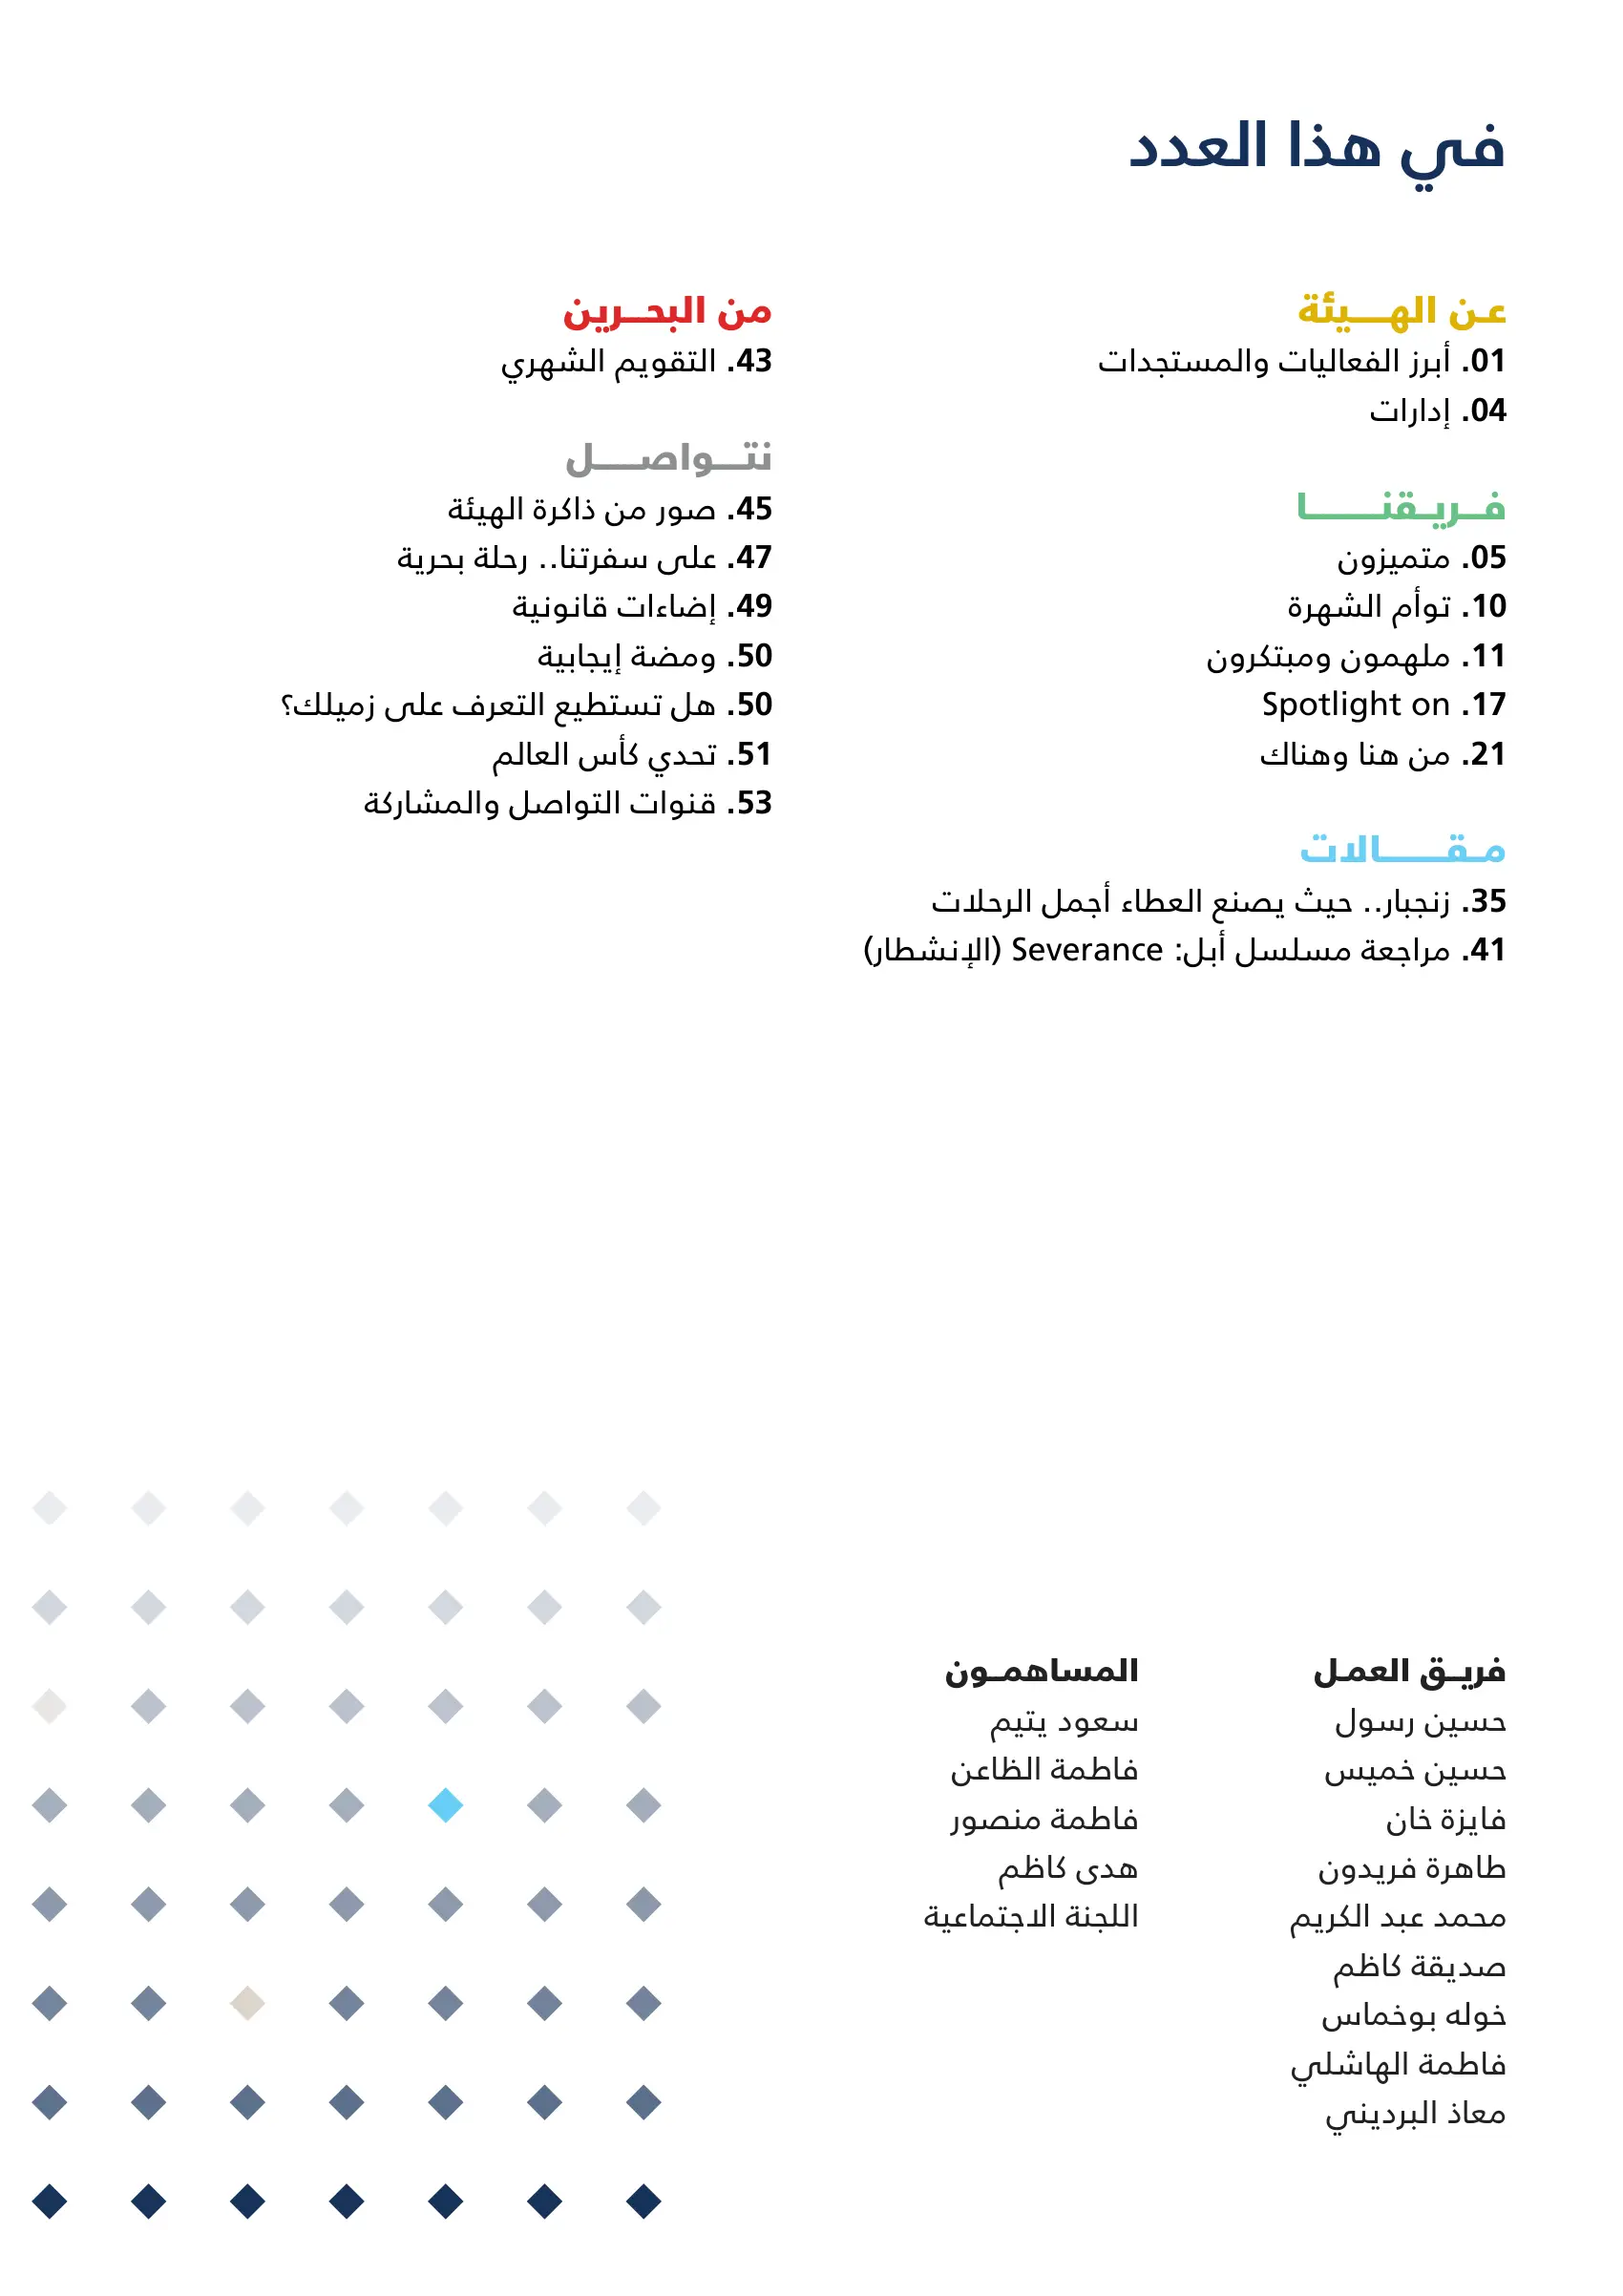 في هذا العدد
عن الهيئة
01. أبرز الفعاليات والمستجدات
04. إدارات
فريقنا
05. متميزون
10. توأم الشهرة
11. ملهمون ومبتكرون
17. Spotlight on
21. من هنا وهناك
مقالات
35. زنجبار.. حيث يصنع العطاء أجمل الرحلات
41. مراجعة مسلسل أبل: Severance (الإنشطار)
من البحرين
43. التقويم الشهري
نتواصل
45. صور من ذاكرة الهيئة
47. على سفرتنا.. رحلة بحرية
49. إضاءات قانونية
50. ومضة إيجابية
50. هل تستطيع التعرف على زميلك؟
51. تحدي كأس العالم
53. قنوات التواصل والمشاركة
فريق العمل
حسين رسول
حسين خميس
فايزة خان
طاهرة فريدون
محمد عبد الكريم
صديقة كاظم
خوله بوخماس
فاطمة الهاشلي
معاذ البرديني
المساهمون
سعود يتيم
فاطمة الظاعن
فاطمة منصور
هدى كاظم
اللجنة الاجتماعية